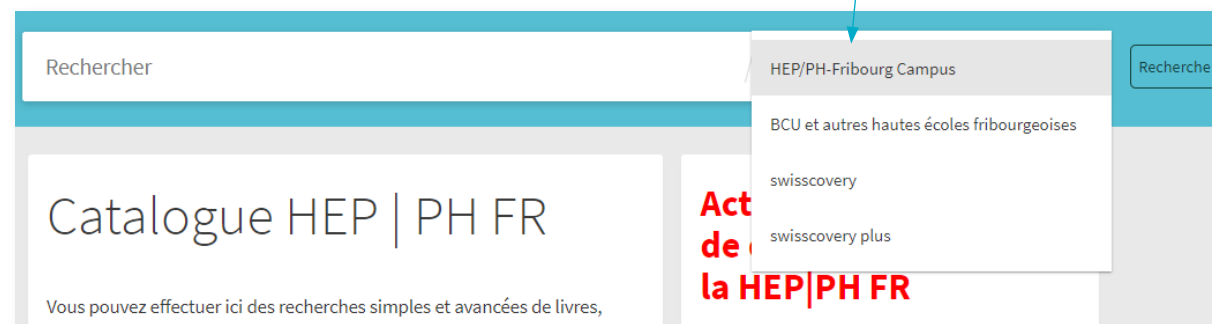 Rechercher
HEP/PH-Fribourg Campus
Recherche
BCU et autres hautes écoles fribourgeoises
swisscovery
swisscovery plus
Catalogue HEP | PH FR
Vous pouvez effectuer ici des recherches simples et avancées de livres,
Act
de
la HEP|PH FR